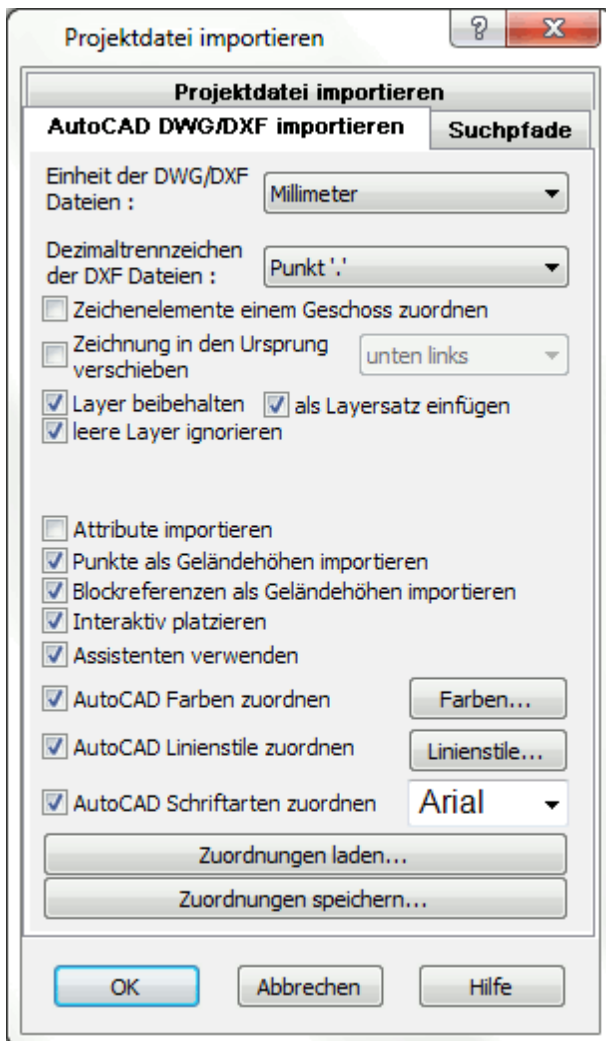 Projektdatei importieren
?
X
Projektdatei importieren
AutoCAD DWG/DXF importieren
Suchpfade
Einheit der DWG/DXF
Dateien :
Millimeter
Dezimaltrennzeichen
der DXF Dateien :
Punkt '.'
Zeichenelemente einem Geschoss zuordnen
Zeichnung in den Ursprung
verschieben
unten links
Layer beibehalten
als Layersatz einfügen
leere Layer ignorieren
Attribute importieren
Punkte als Geländehöhen importieren
Blockreferenzen als Geländehöhen importieren
Interaktiv platzieren
Assistenten verwenden
AutoCAD Farben zuordnen
Farben...
AutoCAD Linienstile zuordnen
Linienstile...
AutoCAD Schriftarten zuordnen
Arial
Zuordnungen laden...
Zuordnungen speichern...
OK
Abbrechen
Hilfe